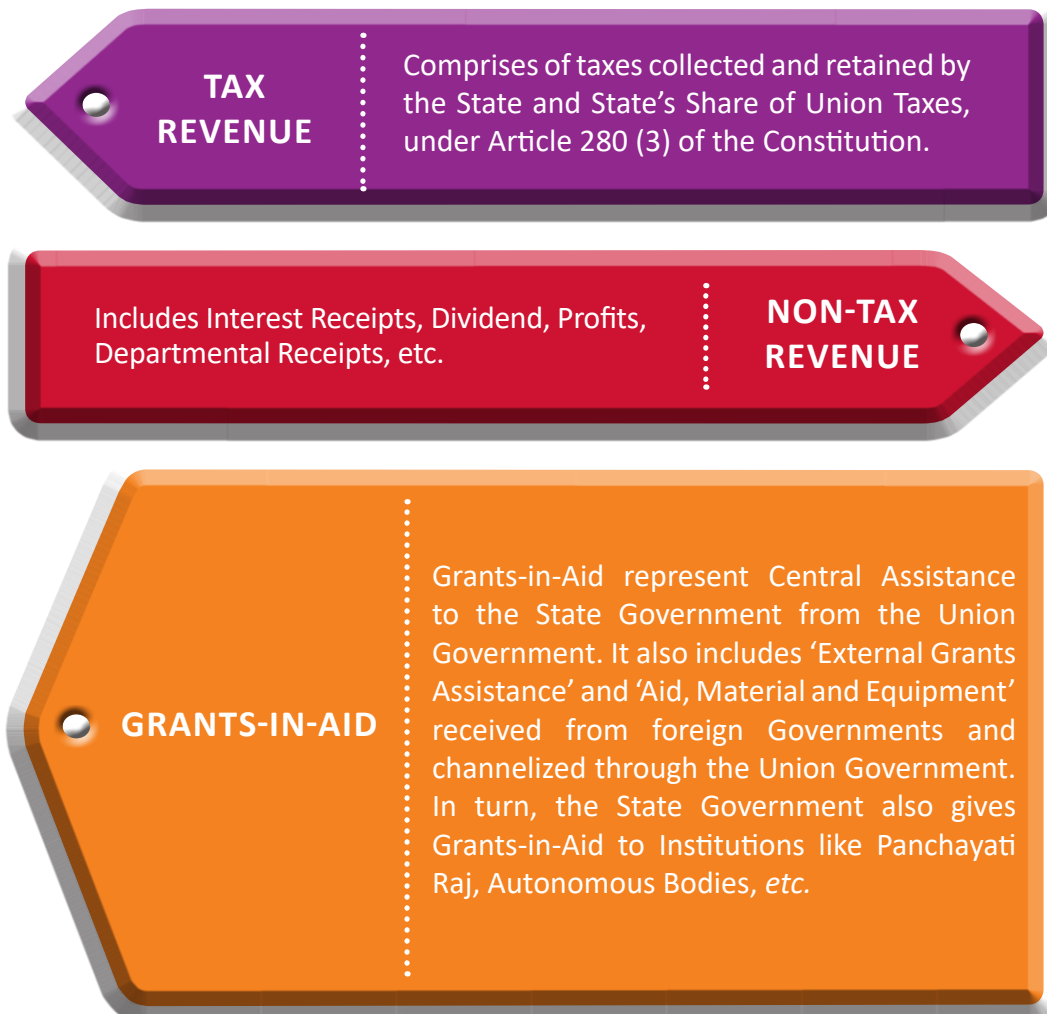 TAX
REVENUE
Comprises of taxes collected and retained by
the State and State’s Share of Union Taxes,
under Article 280 (3) of the Constitution.
Includes Interest Receipts, Dividend, Profits,
Departmental Receipts, etc.
NON-TAX
REVENUE
GRANTS-IN-AID
Grants-in-Aid represent Central Assistance
to the State Government from the Union
Government. It also includes ‘External Grants
Assistance’ and ‘Aid, Material and Equipment’
received from foreign Governments and
channelized through the Union Government.
In turn, the State Government also gives
Grants-in-Aid to Institutions like Panchayati
Raj, Autonomous Bodies, etc.